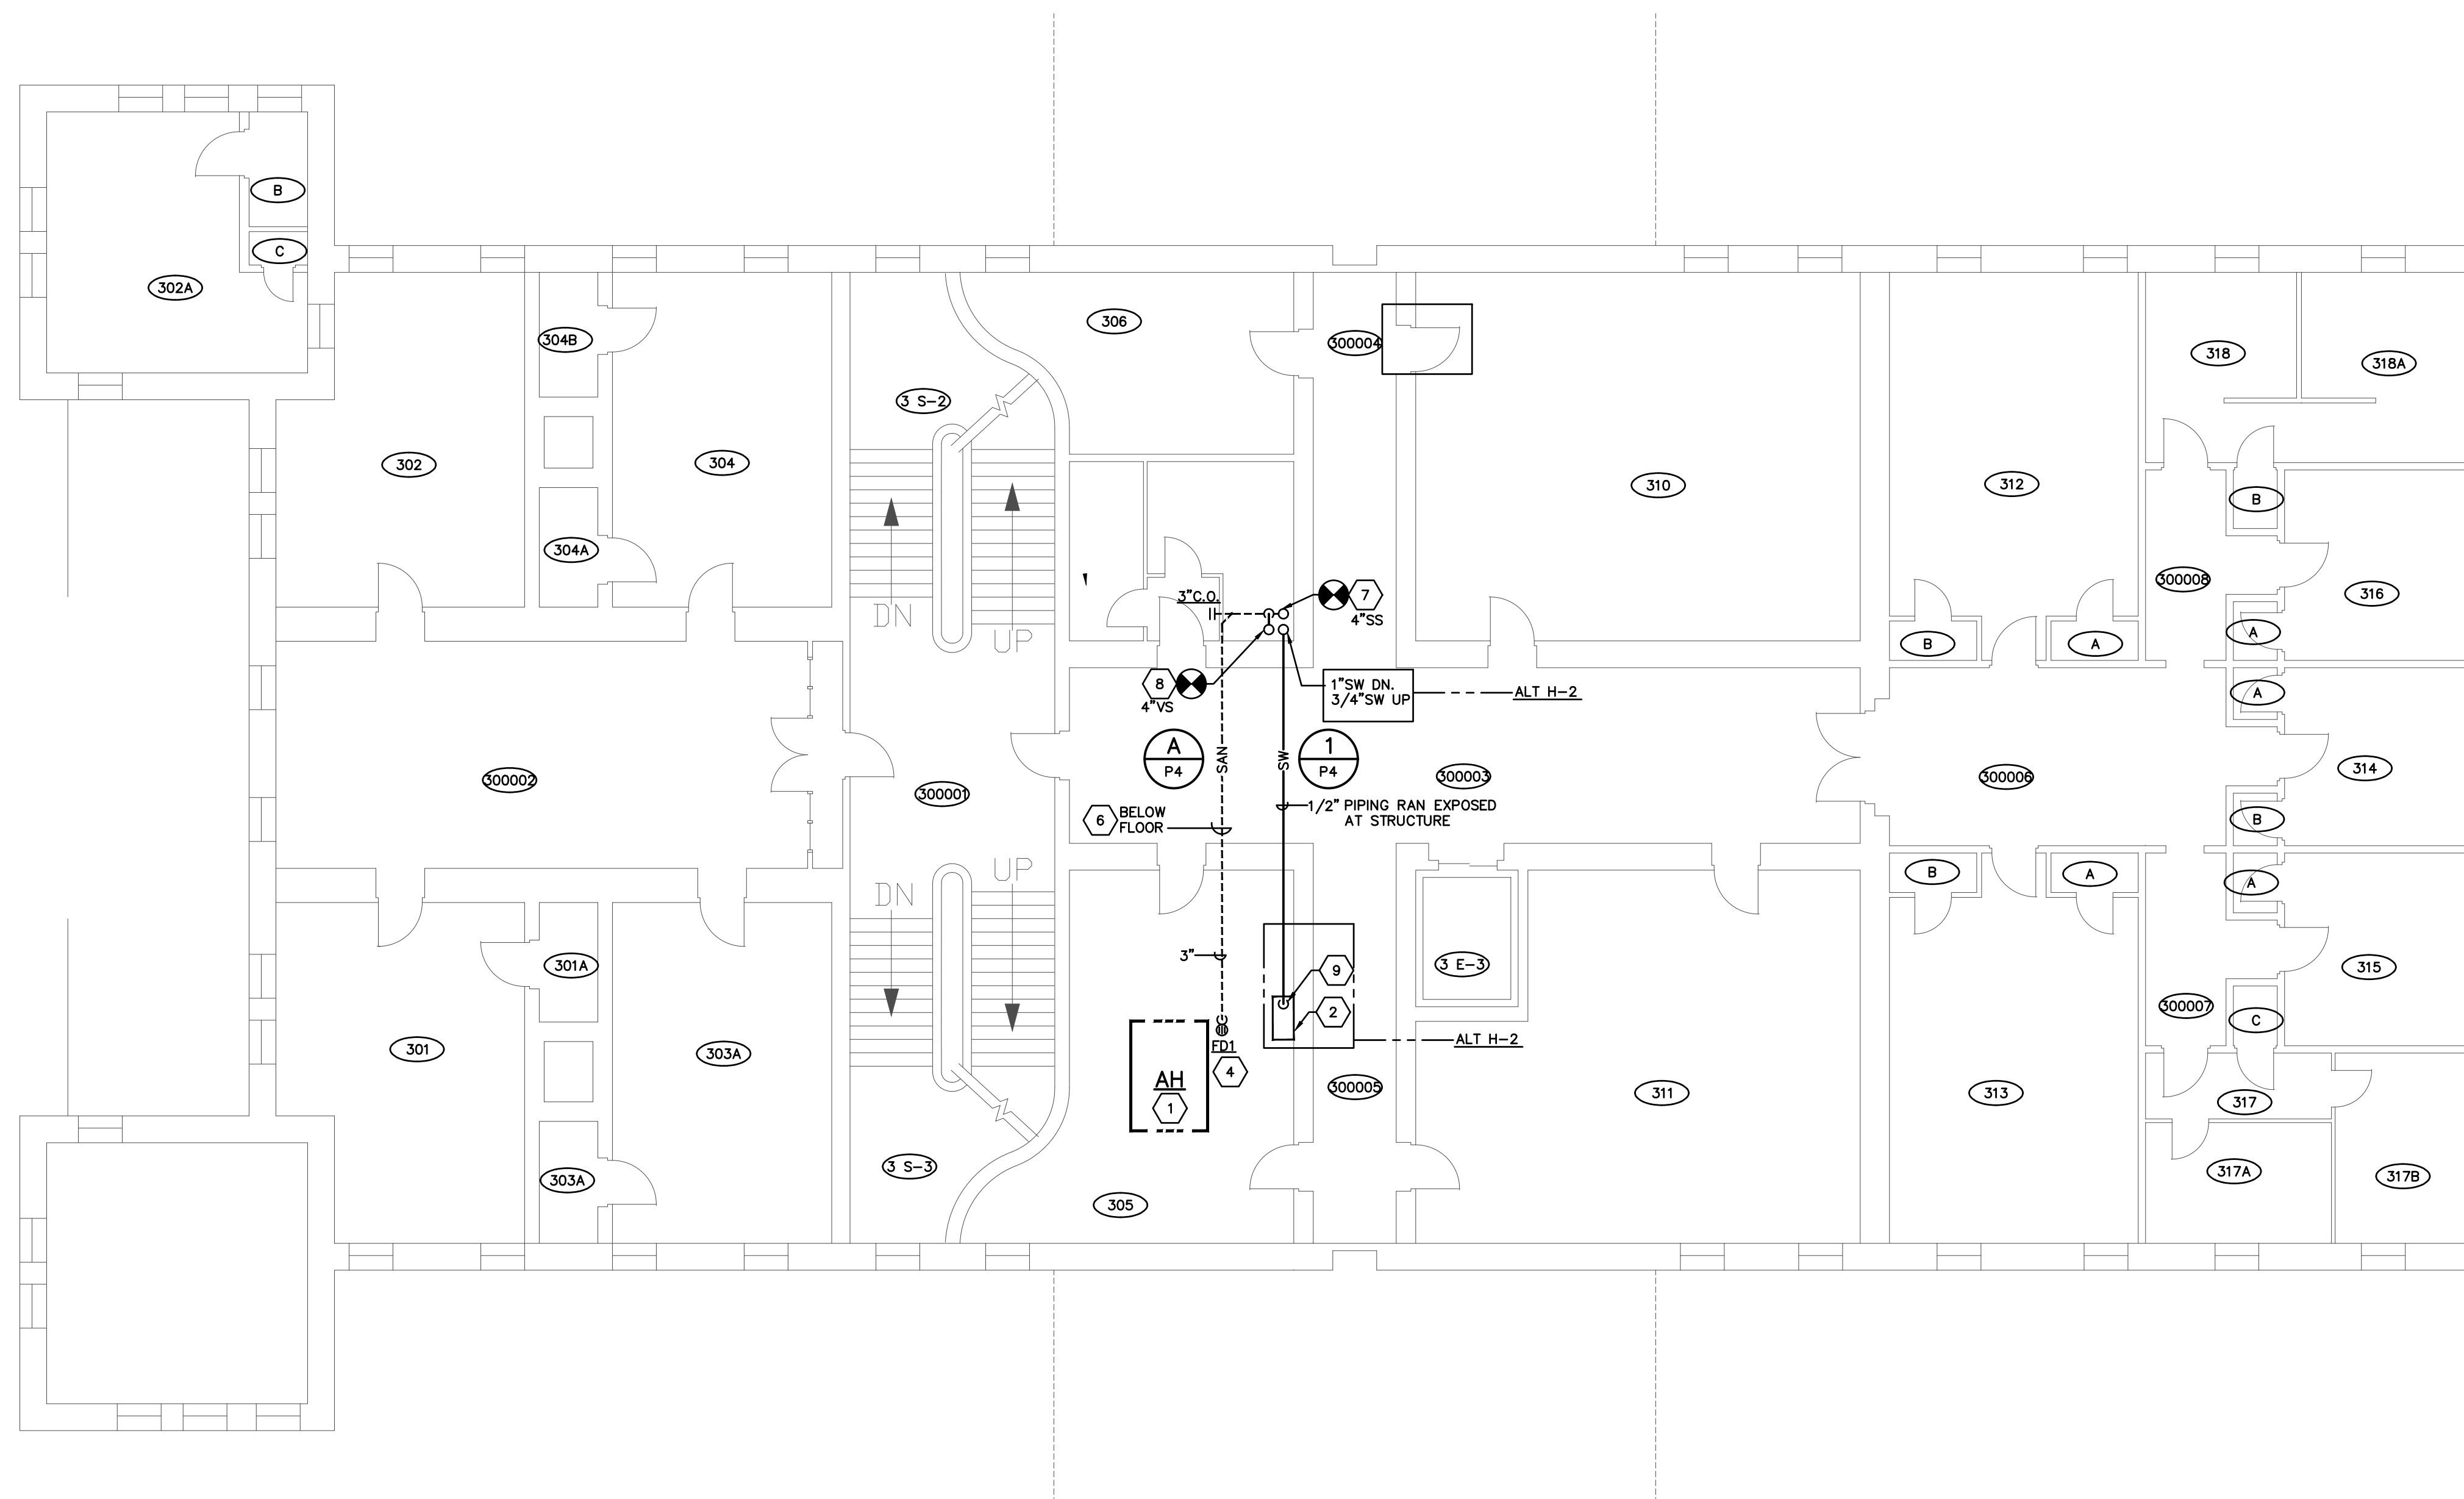 B
C
302A
306
304B
300004
318
318A
3 S-2
302
304
310
312
B
304A
300008
316
3"C.O.
7
4"SS
DN
UP
A
B
A
8
4"VS
1"SW DN.
3/4"SW UP
ALT H-2
A
A
P4
SAN
SW
1
P4
300002
300001
300003
300006
314
6
BELOW
FLOOR
1/2" PIPING RAN EXPOSED
AT STRUCTURE
B
DN
UP
B
A
A
3"
301A
9
3 E-3
315
2
300007
C
301
303A
FD1
4
ALT H-2
AH
1
300005
311
313
317
3 S-3
303A
305
317A
317B